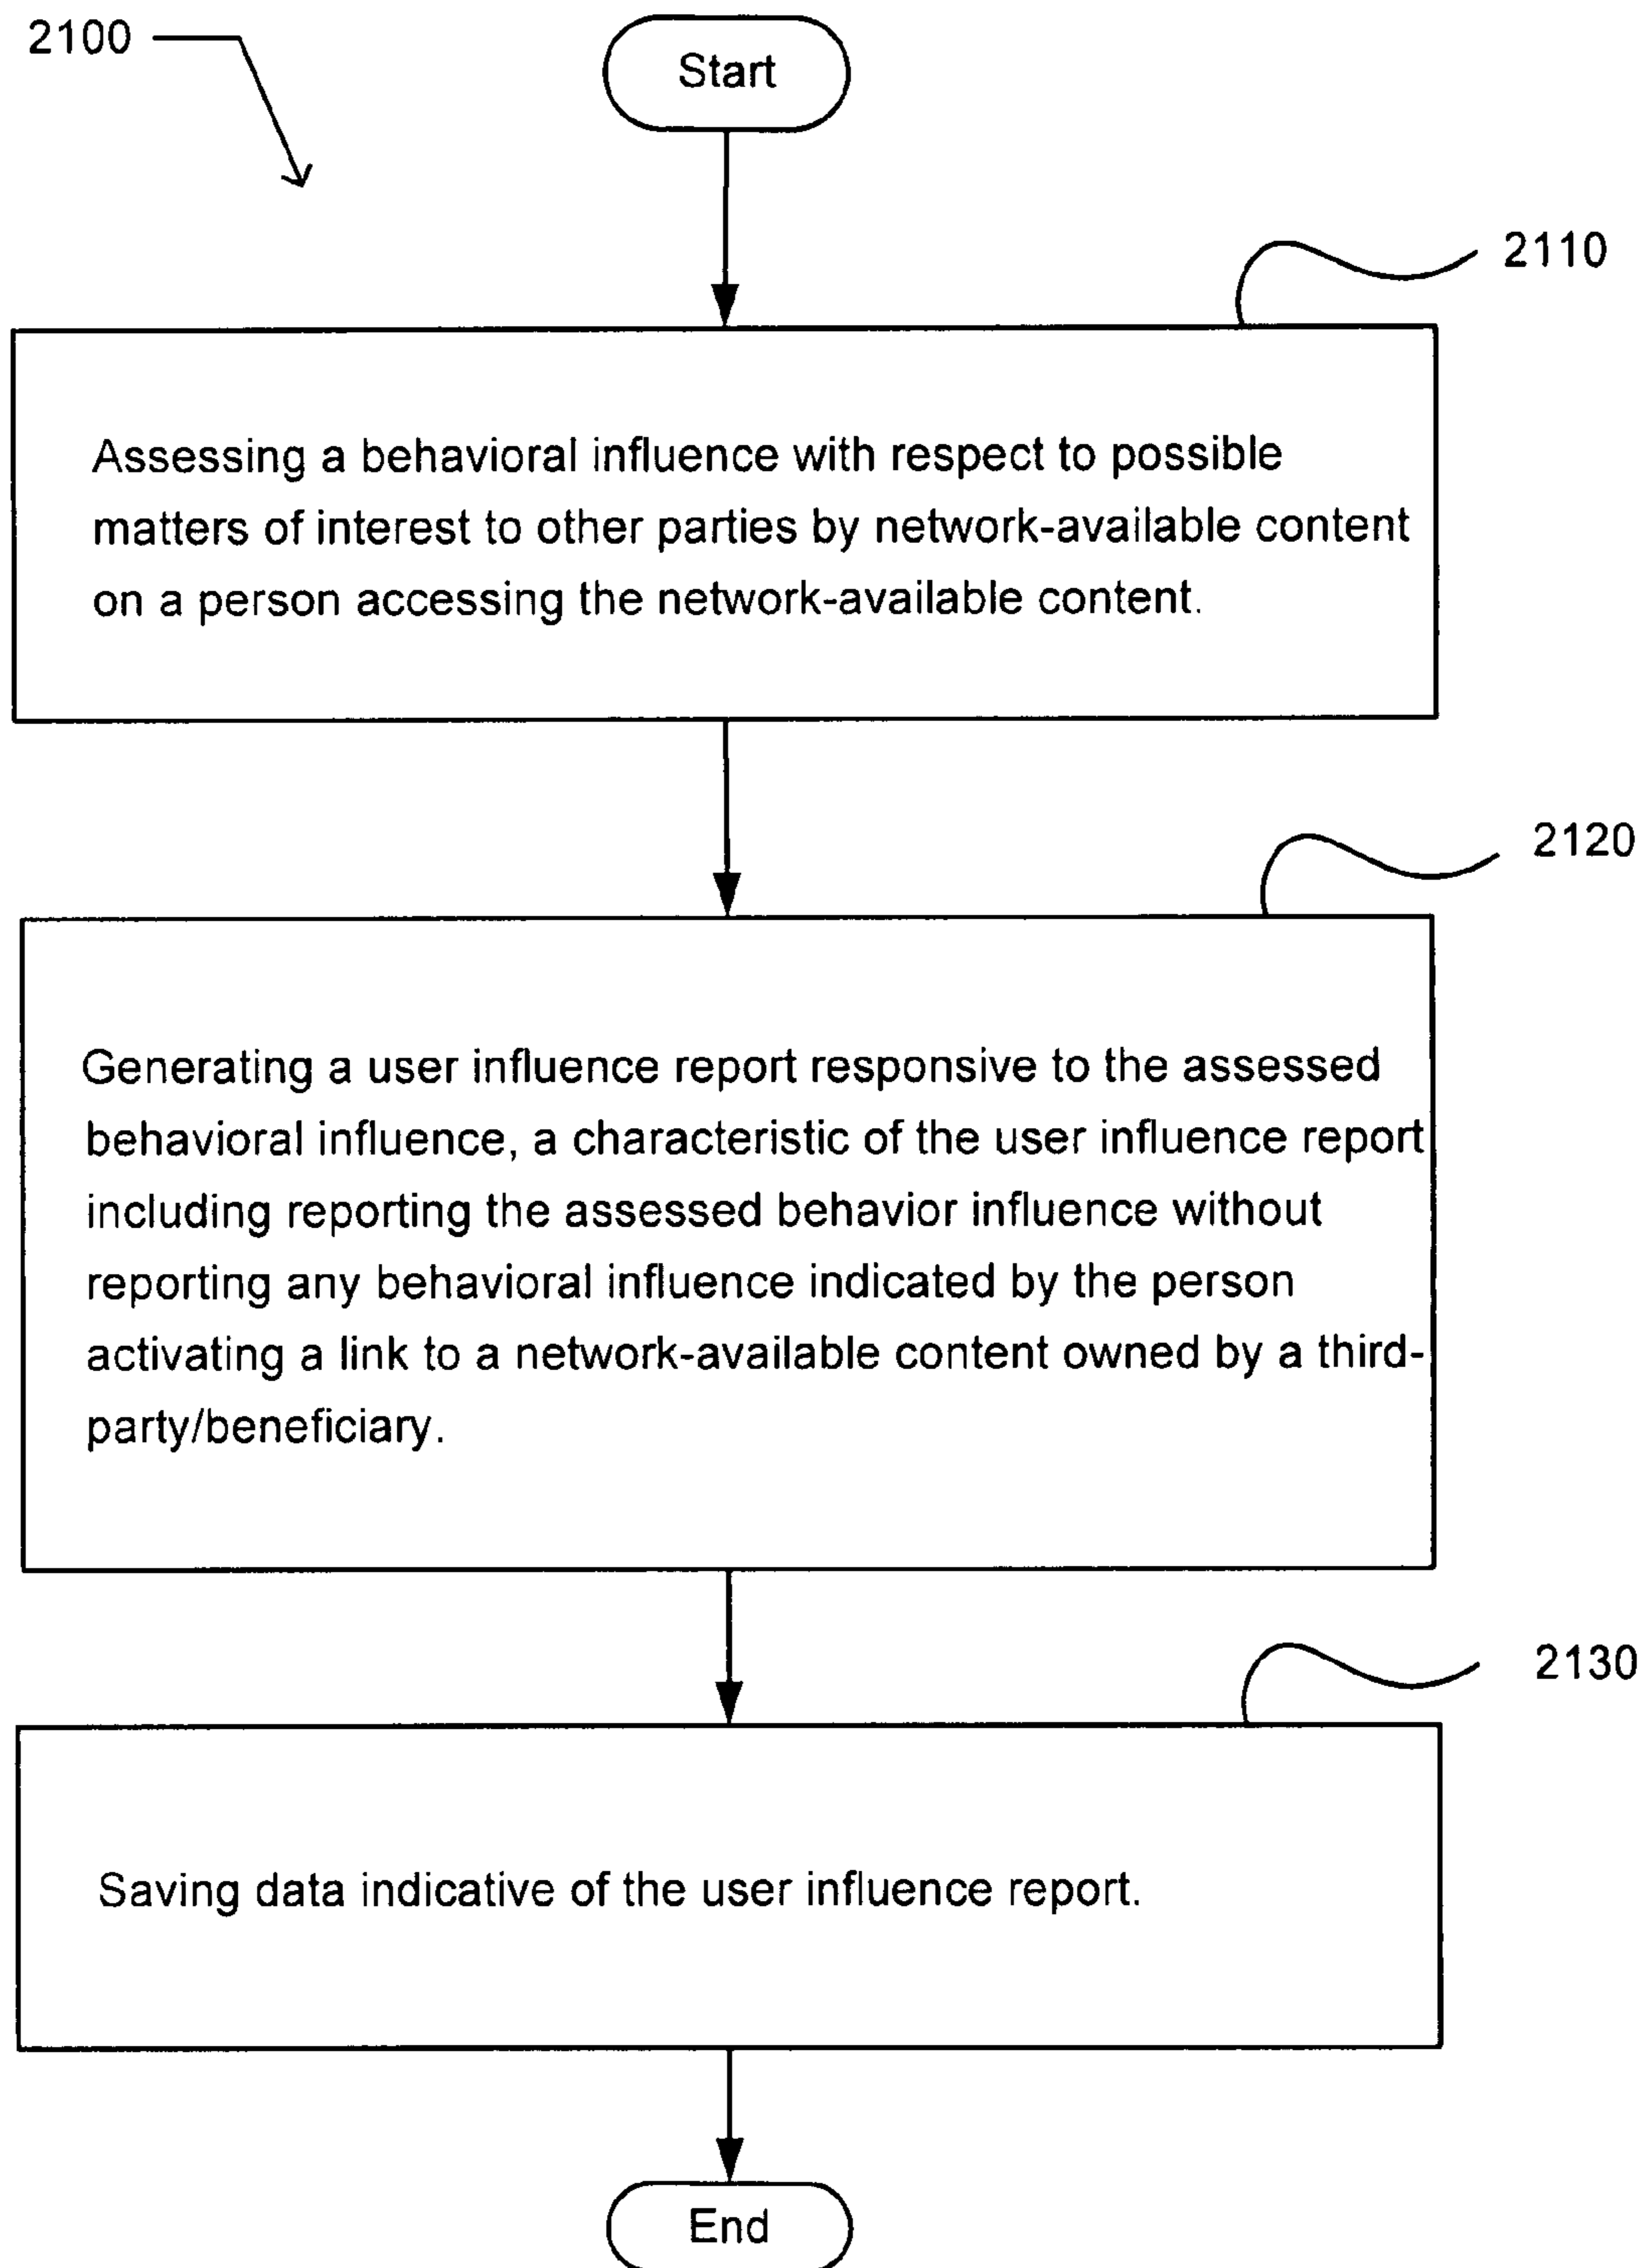 2100
Start
2110
Assessing a behavioral influence with respect to possible
matters of interest to other parties by network-available content
on a person accessing the network-available content.
2120
Generating a user influence report responsive to the assessed
behavioral influence, a characteristic of the user influence report
including reporting the assessed behavior influence without
reporting any behavioral influence indicated by the person
activating a link to a network-available content owned by a third-
party/beneficiary.
2130
Saving data indicative of the user influence report.
End